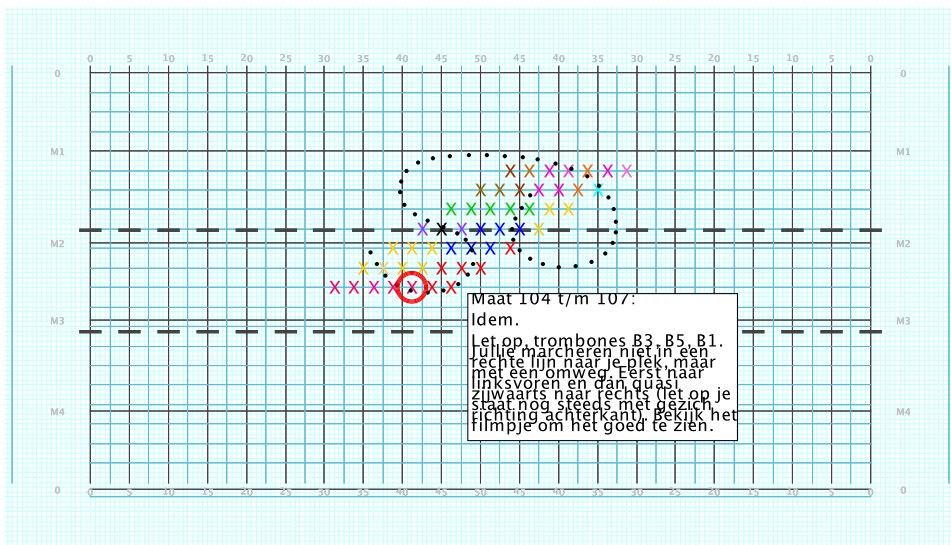 0 5 10 15 20 25 30 35 40 45 50 45 40 35 30 25 20 15 10 5 0
0 0
M1 M1
M2 M2
M3 M3
M4 M4
0 0
0 5 10 15 20 25 30 35 40 45 50 45 40 35 30 25 20 15 10 5 0
Maat 104 t/m 107:
Idem.
Let op, trombones B3, B5, B1.
Jullie marcheren niet in een
rechte lijn naar je plek, maar
met een omweg. Eerst naar
linksvoren en dan quasi
zijwaarts naar rechts (let op je
staat nog steeds met gezich
richting achterkant). Bekijk het
filmpje om het goed te zien.